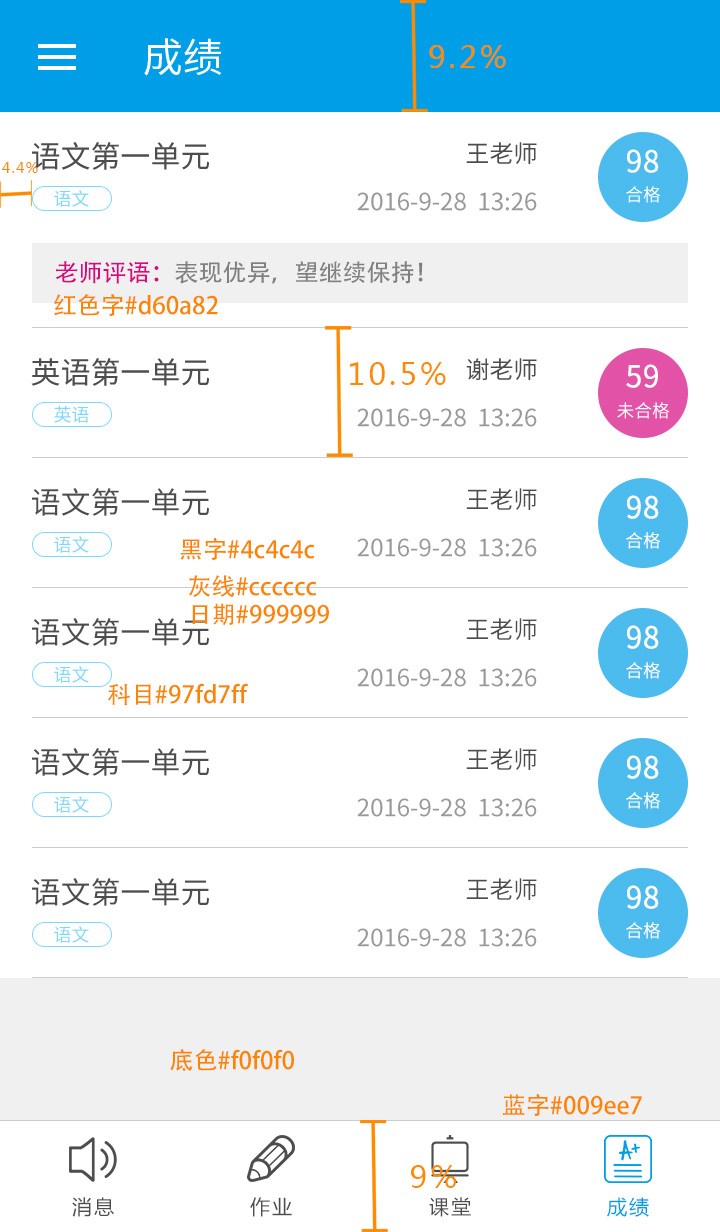 成绩
9.2%
语文第一单元 王老师 98
4.4%
语文 2016-9-28 13:26 合格
老师评语：表现优异，望继续保持！
红色字#d60a82
英语第一单元 10.5% 谢老师 59
英语 2016-9-28 13:26 未合格
语文第一单元 王老师 98
语文 2016-9-28 13:26 合格
黑字#4c4c4c
灰线#cccccc
日期#999999
语文第一单元 王老师 98
语文 2016-9-28 13:26 合格
科目#97fd7ff
语文第一单元 王老师 98
语文 2016-9-28 13:26 合格
语文第一单元 王老师 98
语文 2016-9-28 13:26 合格
底色#f0f0f0
蓝字#009ee7
9%
A+
消息 作业 课堂 成绩